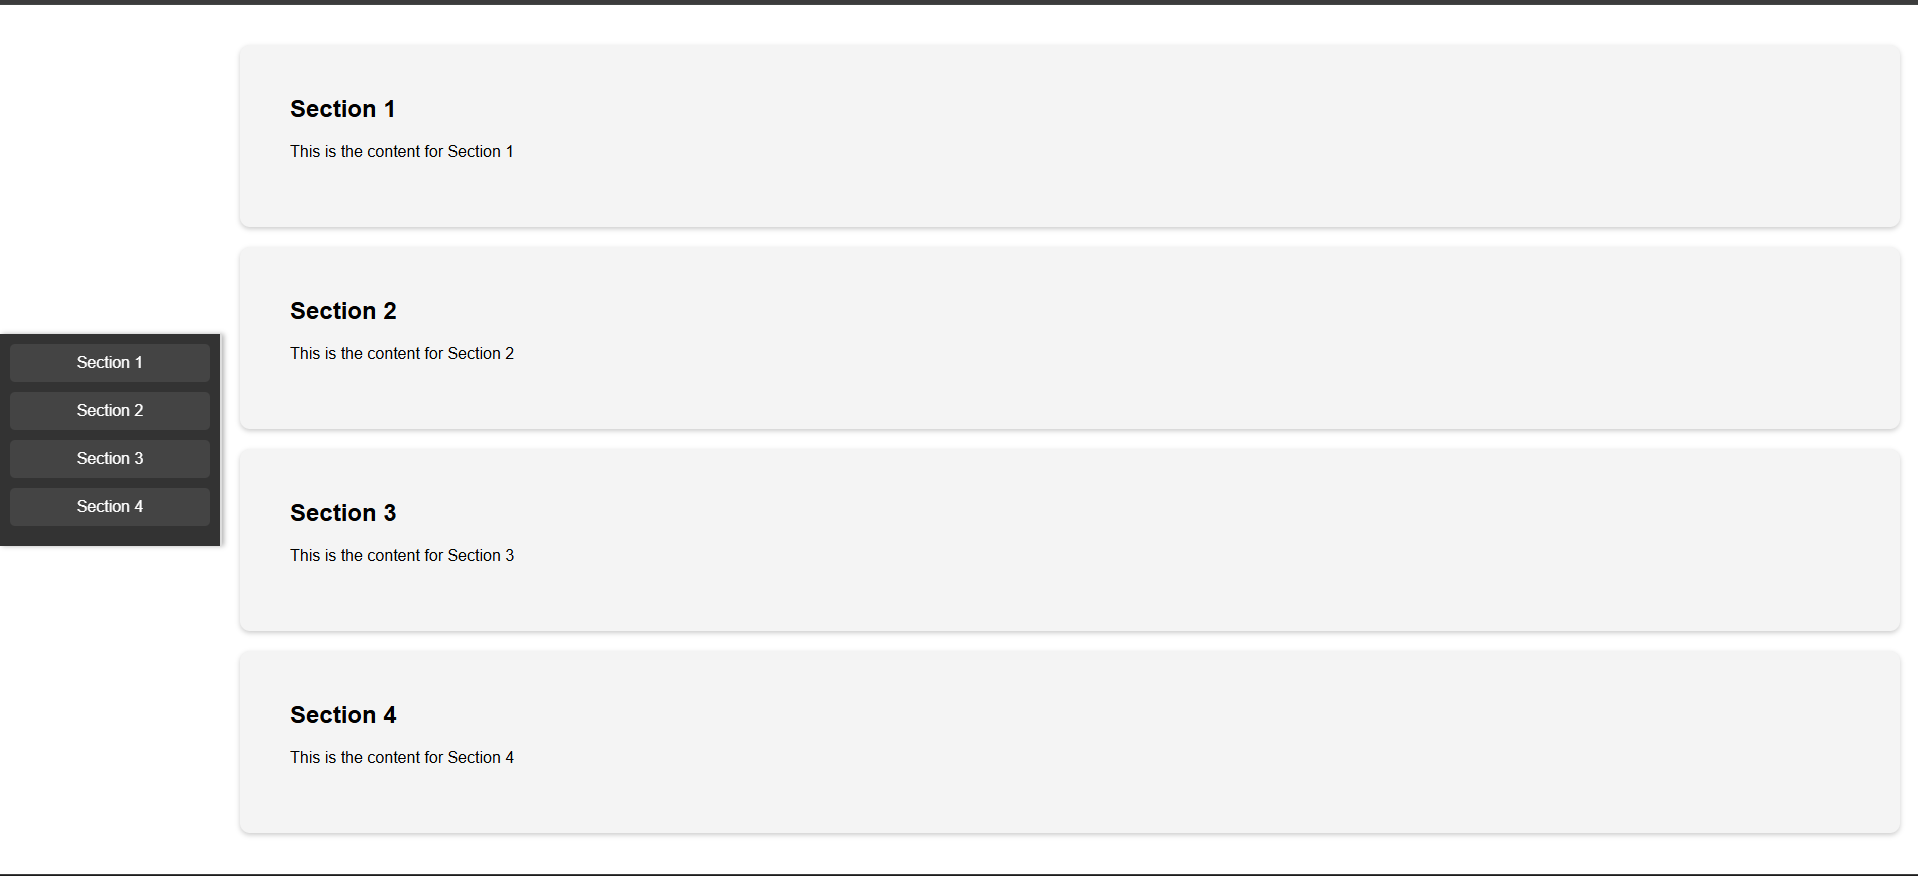 Section 1
Section 2
Section 3
Section 4
Section 1
This is the content for Section 1
Section 2
This is the content for Section 2
Section 3
This is the content for Section 3
Section 4
This is the content for Section 4